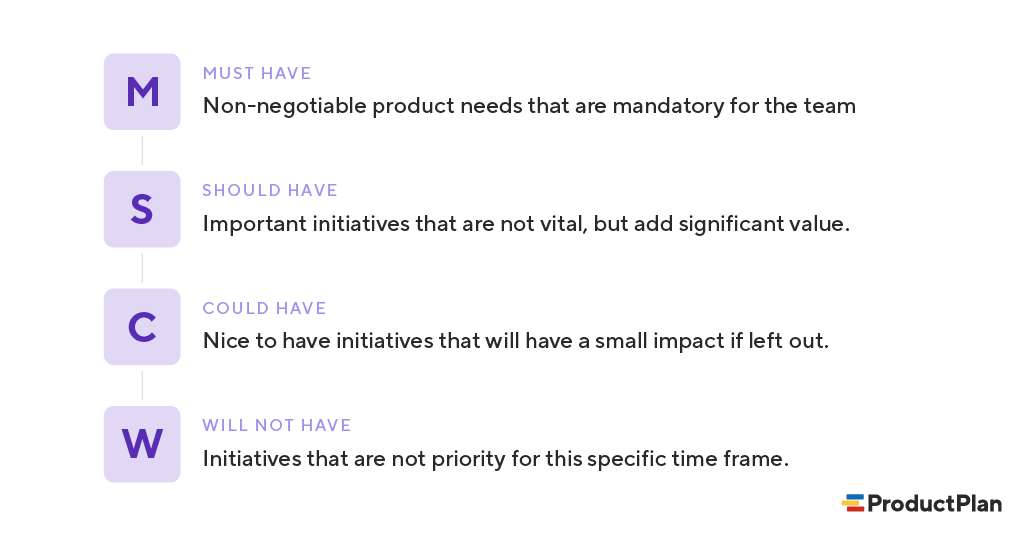 M
MUST HAVE
Non-negotiable product needs that are mandatory for the team
S
SHOULD HAVE
Important initiatives that are not vital, but add significant value.
C
COULD HAVE
Nice to have initiatives that will have a small impact if left out.
W
WILL NOT HAVE
Initiatives that are not priority for this specific time frame.
ProductPlan